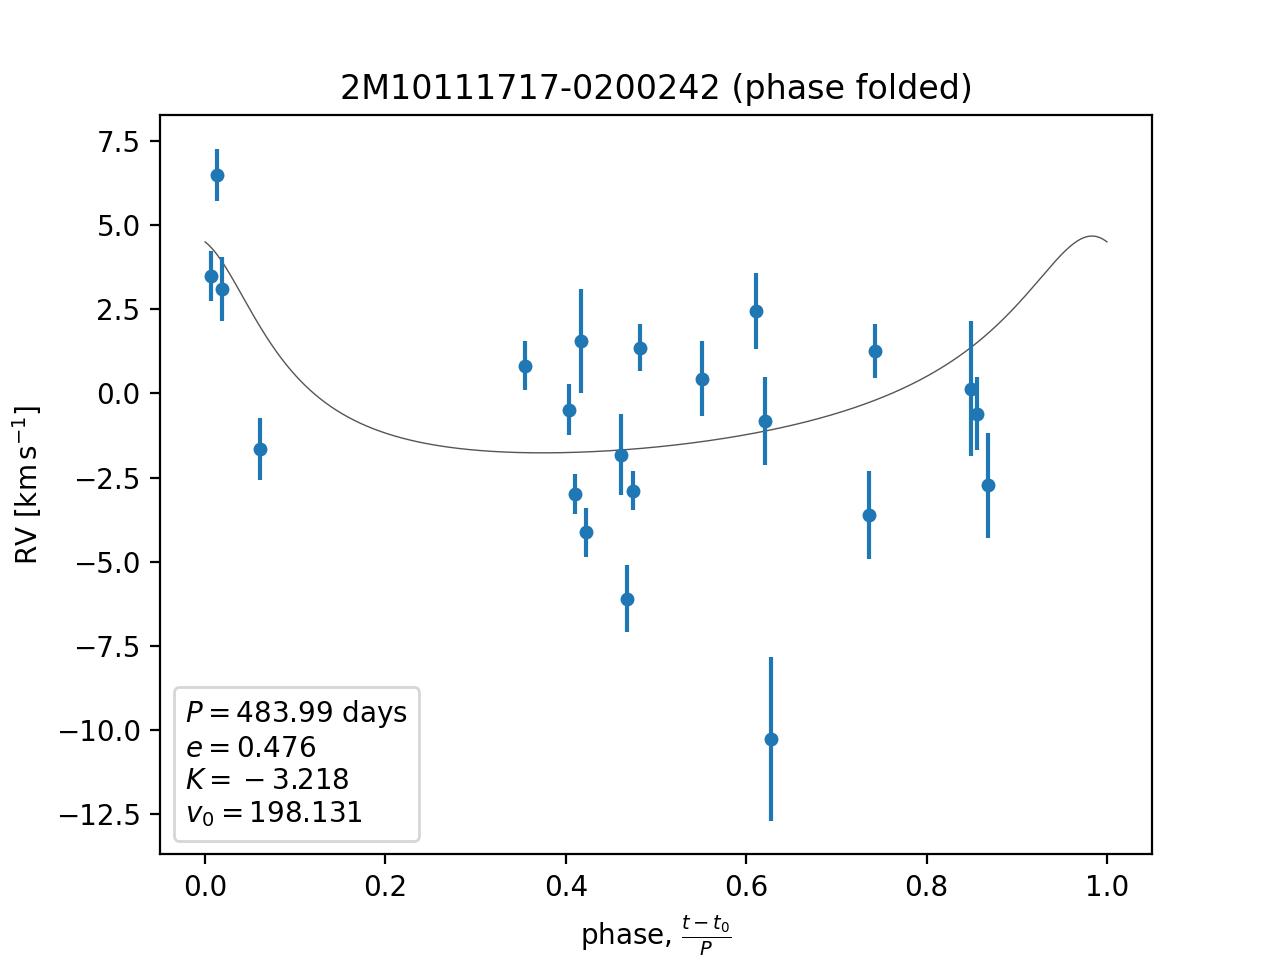 2M10111717-0200242 (phase folded)
RV [km s⁻¹]
7.5
5.0
2.5
0.0
−2.5
−5.0
−7.5
−10.0
−12.5
P = 483.99 days
e = 0.476
K = −3.218
v₀ = 198.131
0.0 0.2 0.4 0.6 0.8 1.0
phase, (t − t₀)/P